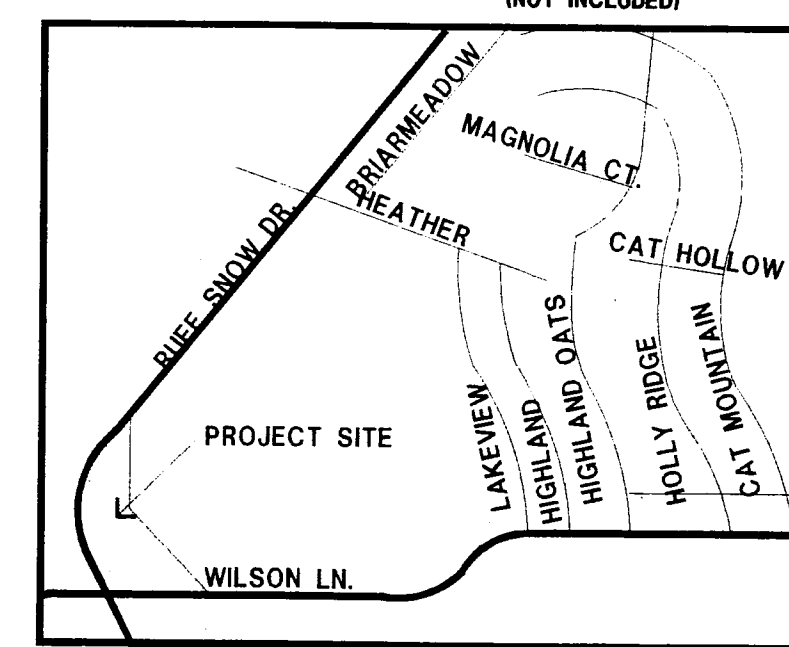 (NOT INCLUDED)
BRIARMEADOW
MAGNOLIA CT.
HEATHER
CAT HOLLOW
RUFE SNOW DR.
HIGHLAND OATS
CAT MOUNTAIN
HOLLY RIDGE
LAKEVIEW
HIGHLAND
PROJECT SITE
WILSON LN.